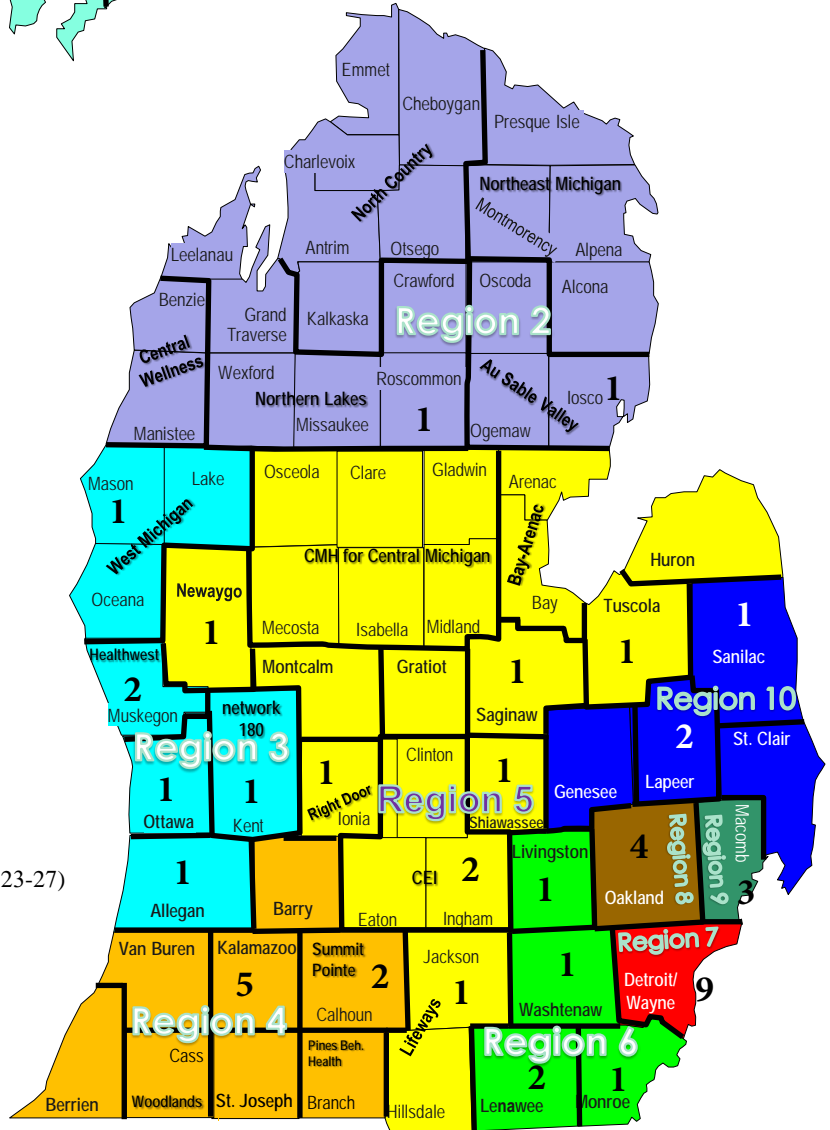 Emmet
Cheboygan
Presque Isle
Charlevoix
North Country
Northeast Michigan
Montmorency
Leelanau
Antrim
Otsego
Alpena
Benzie
Grand
Traverse
Kalkaska
Crawford
Oscoda
Alcona
Region 2
Central
Wellness
Wexford
Northern Lakes
Missaukee
Roscommon
1
Au Sable Valley
Iosco 1
Manistee
Ogemaw
Mason
1
Lake
Osceola
Clare
Gladwin
Arenac
West Michigan
CMH for Central Michigan
Bay-Arenac
Huron
Oceana
Newaygo
1
Mecosta
Isabella
Midland
Bay
Tuscola
1
1
Sanilac
Healthwest
2
Muskegon
Montcalm
Gratiot
1
Saginaw
Region 10
network
180
Region 3
1
Ottawa
1
Kent
1
Right Door
Ionia
Clinton
Region 5
1
Shiawassee
Genesee
2
Lapeer
St. Clair
23-27)
1
Allegan
Barry
CEI
2
Eaton
Ingham
Livingston
1
4
Oakland
Region 8
Region 9
Macomb
3
Van Buren
Kalamazoo
5
Summit
Pointe
2
Calhoun
Jackson
1
Lifeways
1
Washtenaw
Region 7
Detroit/
Wayne
9
Region 4
Region 6
Cass
Pines Beh.
Health
Berrien
Woodlands
St. Joseph
Branch
Hillsdale
2
Lenawee
1
Monroe